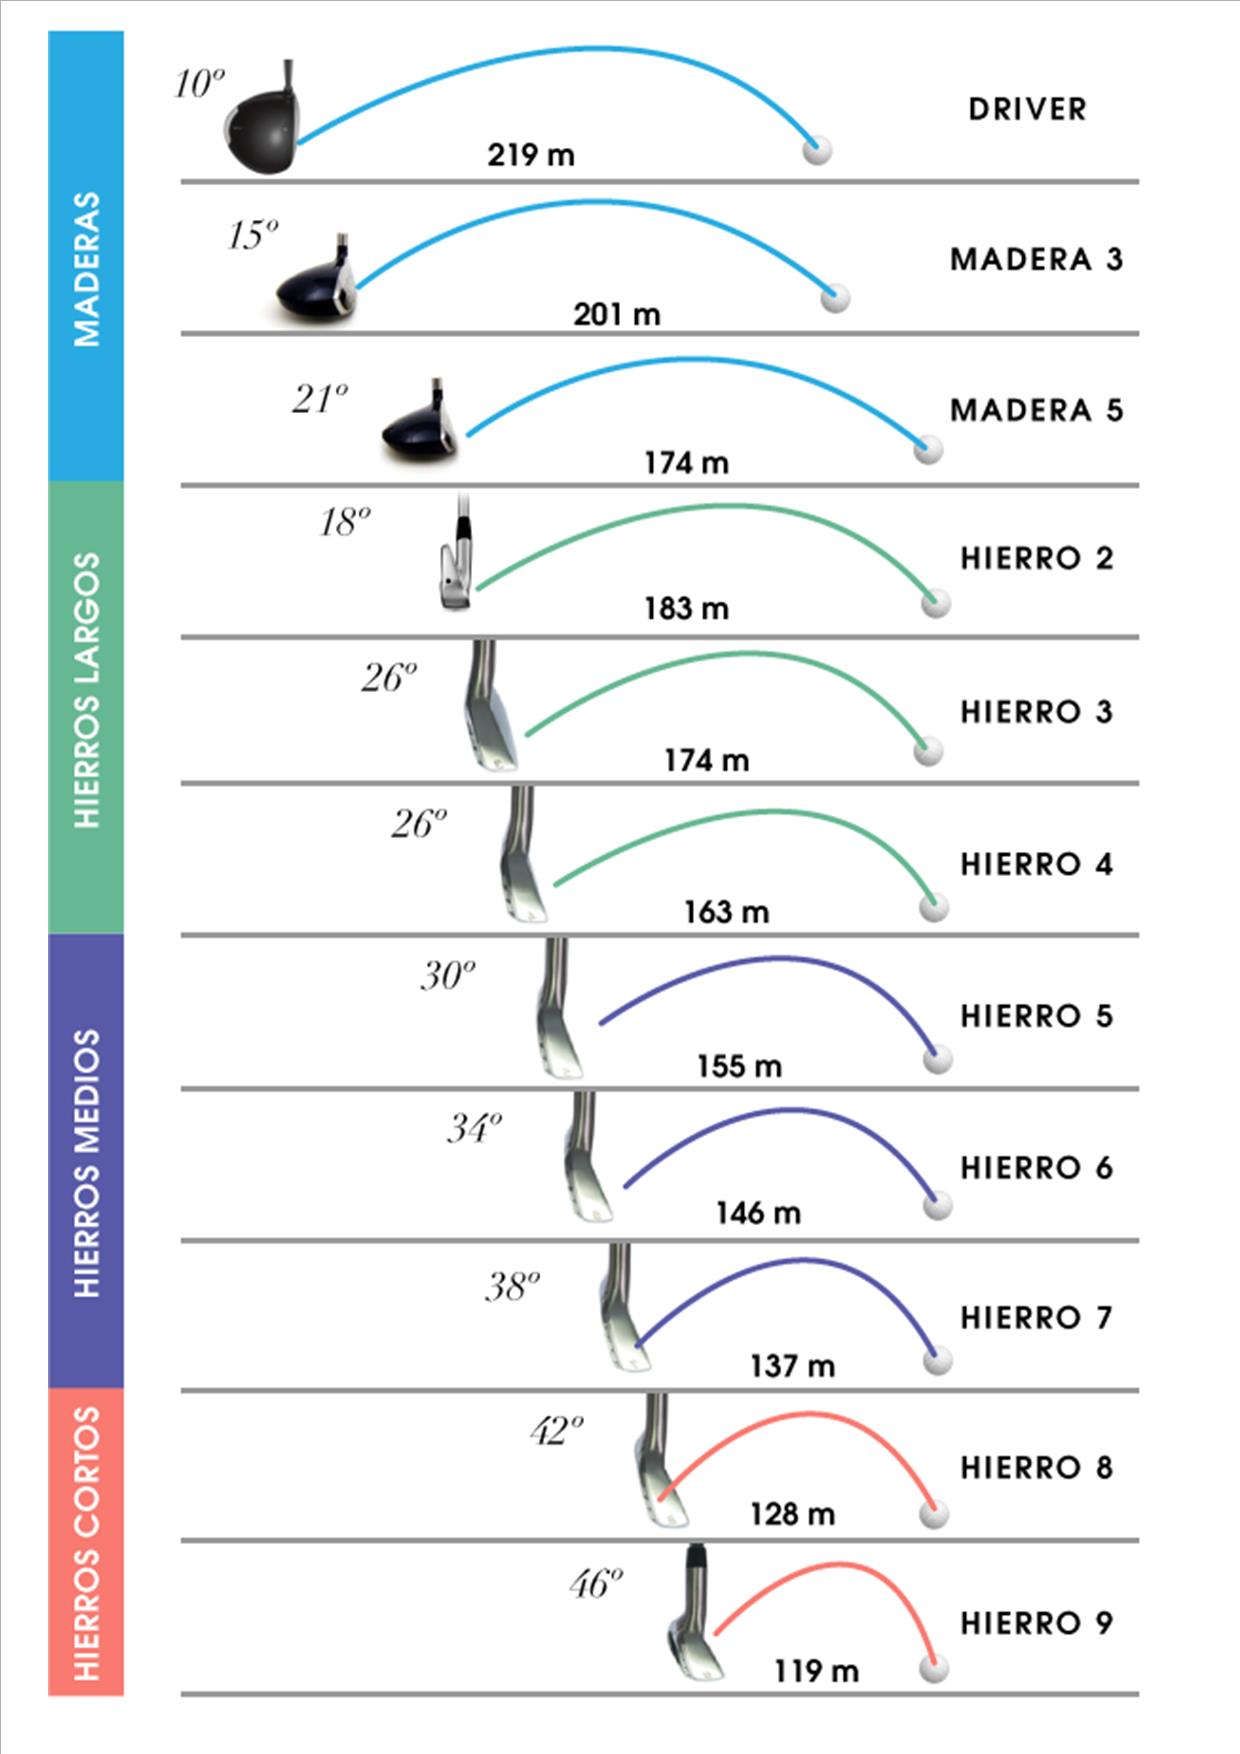 MADERAS
10º
219 m
DRIVER
15º
201 m
MADERA 3
21º
174 m
MADERA 5
HIERROS LARGOS
18º
183 m
HIERRO 2
26º
174 m
HIERRO 3
26º
163 m
HIERRO 4
HIERROS MEDIOS
30º
155 m
HIERRO 5
34º
146 m
HIERRO 6
38º
137 m
HIERRO 7
HIERROS CORTOS
42º
128 m
HIERRO 8
46º
119 m
HIERRO 9